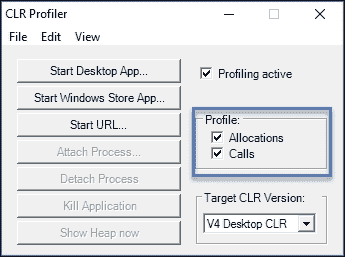 CLR Profiler
File Edit View
Start Desktop App...
Profiling active
Start Windows Store App...
Start URL...
Profile:
Allocations
Calls
Attach Process...
Detach Process
Kill Application
Show Heap now
Target CLR Version:
V4 Desktop CLR